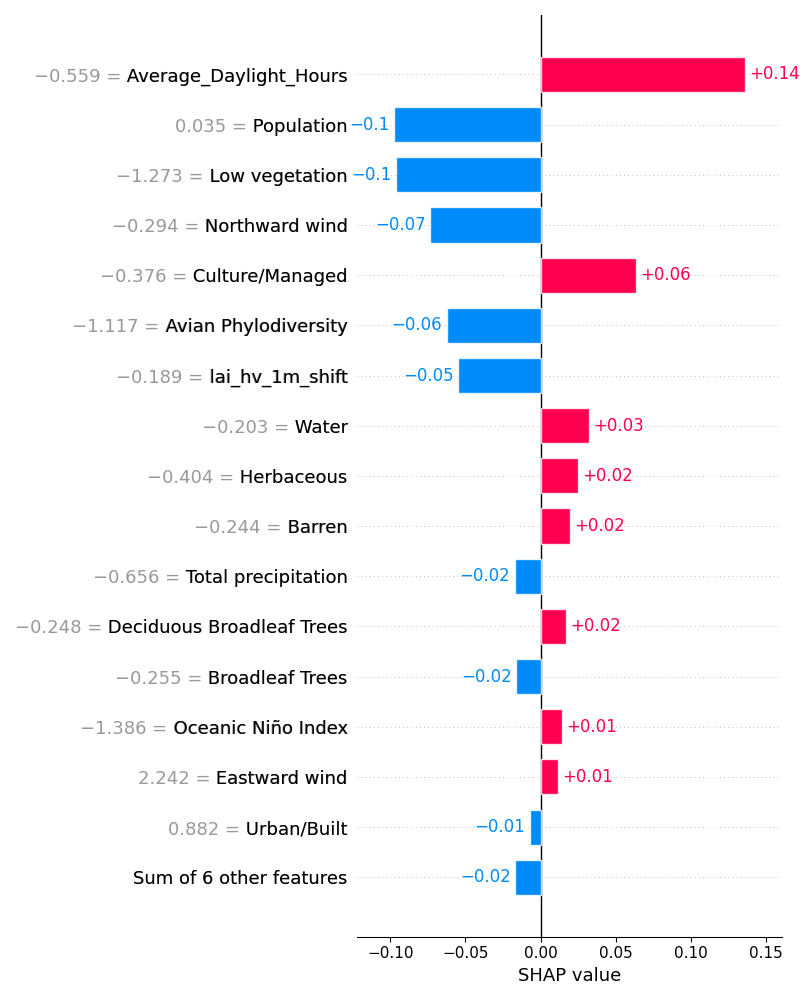 −0.559 = Average_Daylight_Hours +0.14
0.035 = Population −0.1
−1.273 = Low vegetation −0.1
−0.294 = Northward wind −0.07
−0.376 = Culture/Managed +0.06
−1.117 = Avian Phylodiversity −0.06
−0.189 = lai_hv_1m_shift −0.05
−0.203 = Water +0.03
−0.404 = Herbaceous +0.02
−0.244 = Barren +0.02
−0.656 = Total precipitation −0.02
−0.248 = Deciduous Broadleaf Trees +0.02
−0.255 = Broadleaf Trees −0.02
−1.386 = Oceanic Niño Index +0.01
2.242 = Eastward wind +0.01
0.882 = Urban/Built −0.01
Sum of 6 other features −0.02
−0.10 −0.05 0.00 0.05 0.10 0.15
SHAP value